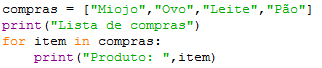 compras = ["Miojo","Ovo","Leite","Pão"]
print("Lista de compras")
for item in compras:
    print("Produto: ",item)